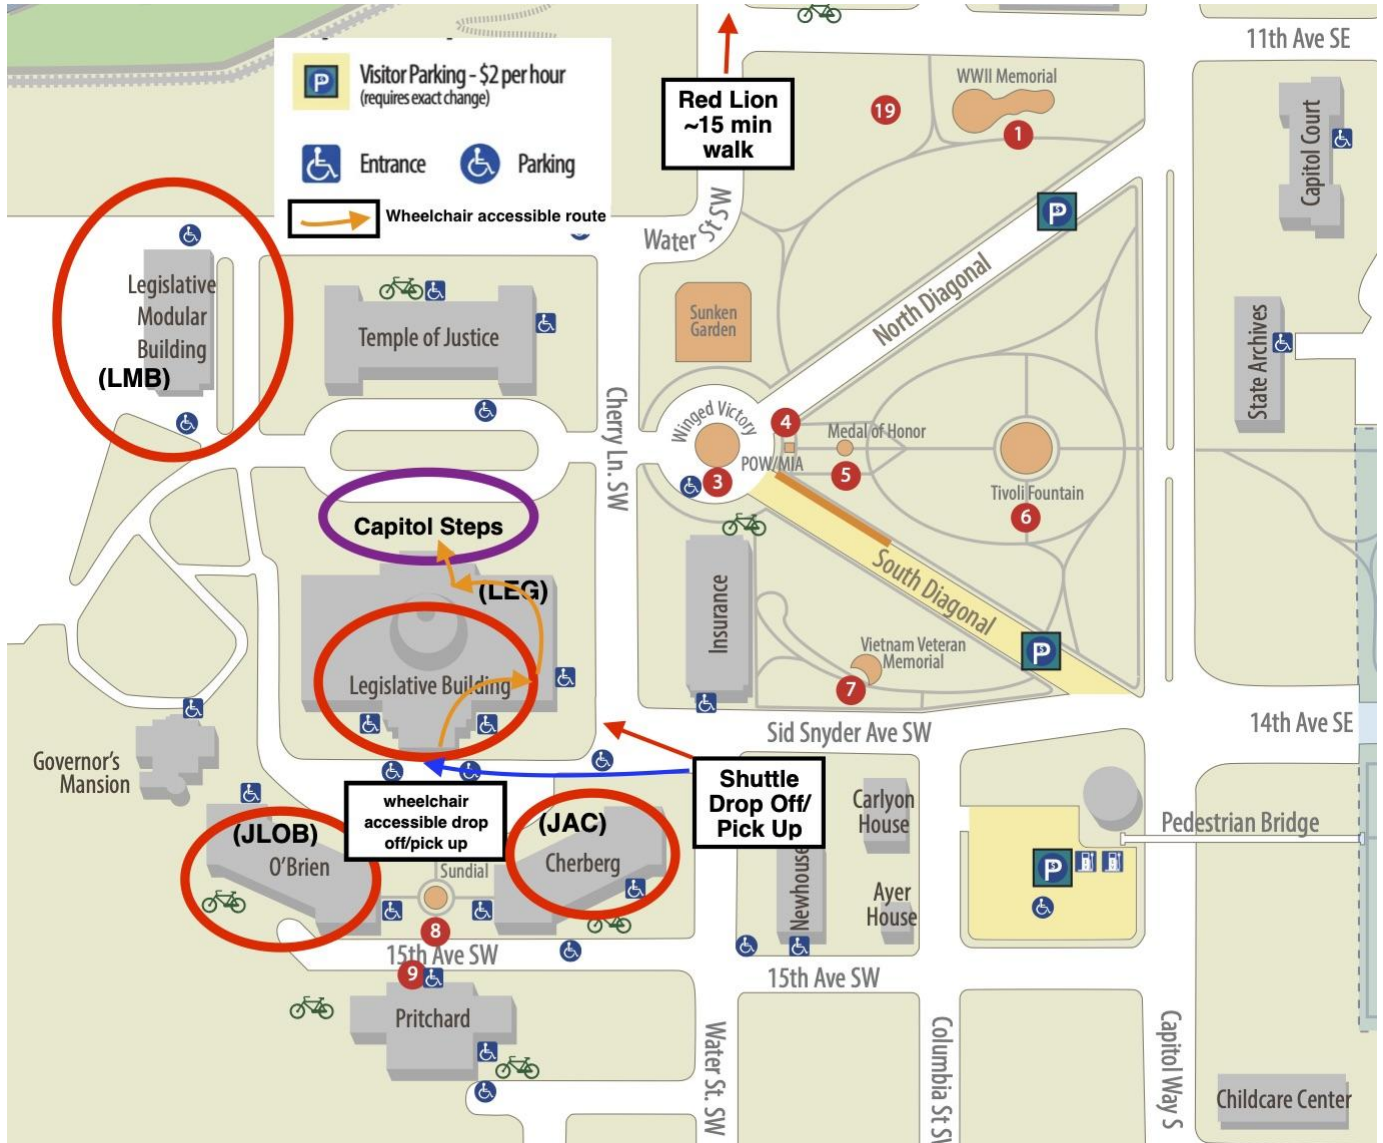 11th Ave SE
Visitor Parking - $2 per hour
(requires exact change)
P
Entrance
Parking
Wheelchair accessible route
Red Lion
~15 min
walk
WWII Memorial
19
1
Capitol Court
P
Water St SW
North Diagonal
Legislative
Modular
Building
(LMB)
Temple of Justice
Sunken
Garden
State Archives
Cherry Ln. SW
Winged Victory
3
4
POW/MIA
Medal of Honor
5
Tivoli Fountain
6
Capitol Steps
(LEG)
Legislative Building
Insurance
South Diagonal
P
Vietnam Veteran
Memorial
7
Sid Snyder Ave SW
14th Ave SE
Governor's
Mansion
wheelchair
accessible drop
off/pick up
Shuttle
Drop Off/
Pick Up
Carlyon
House
Pedestrian Bridge
(JLOB)
O'Brien
(JAC)
Cherberg
Sundial
8
Newhouse
Ayer
House
P
15th Ave SW
9
15th Ave SW
Pritchard
Water St. SW
Columbia St SW
Capitol Way S
Childcare Center